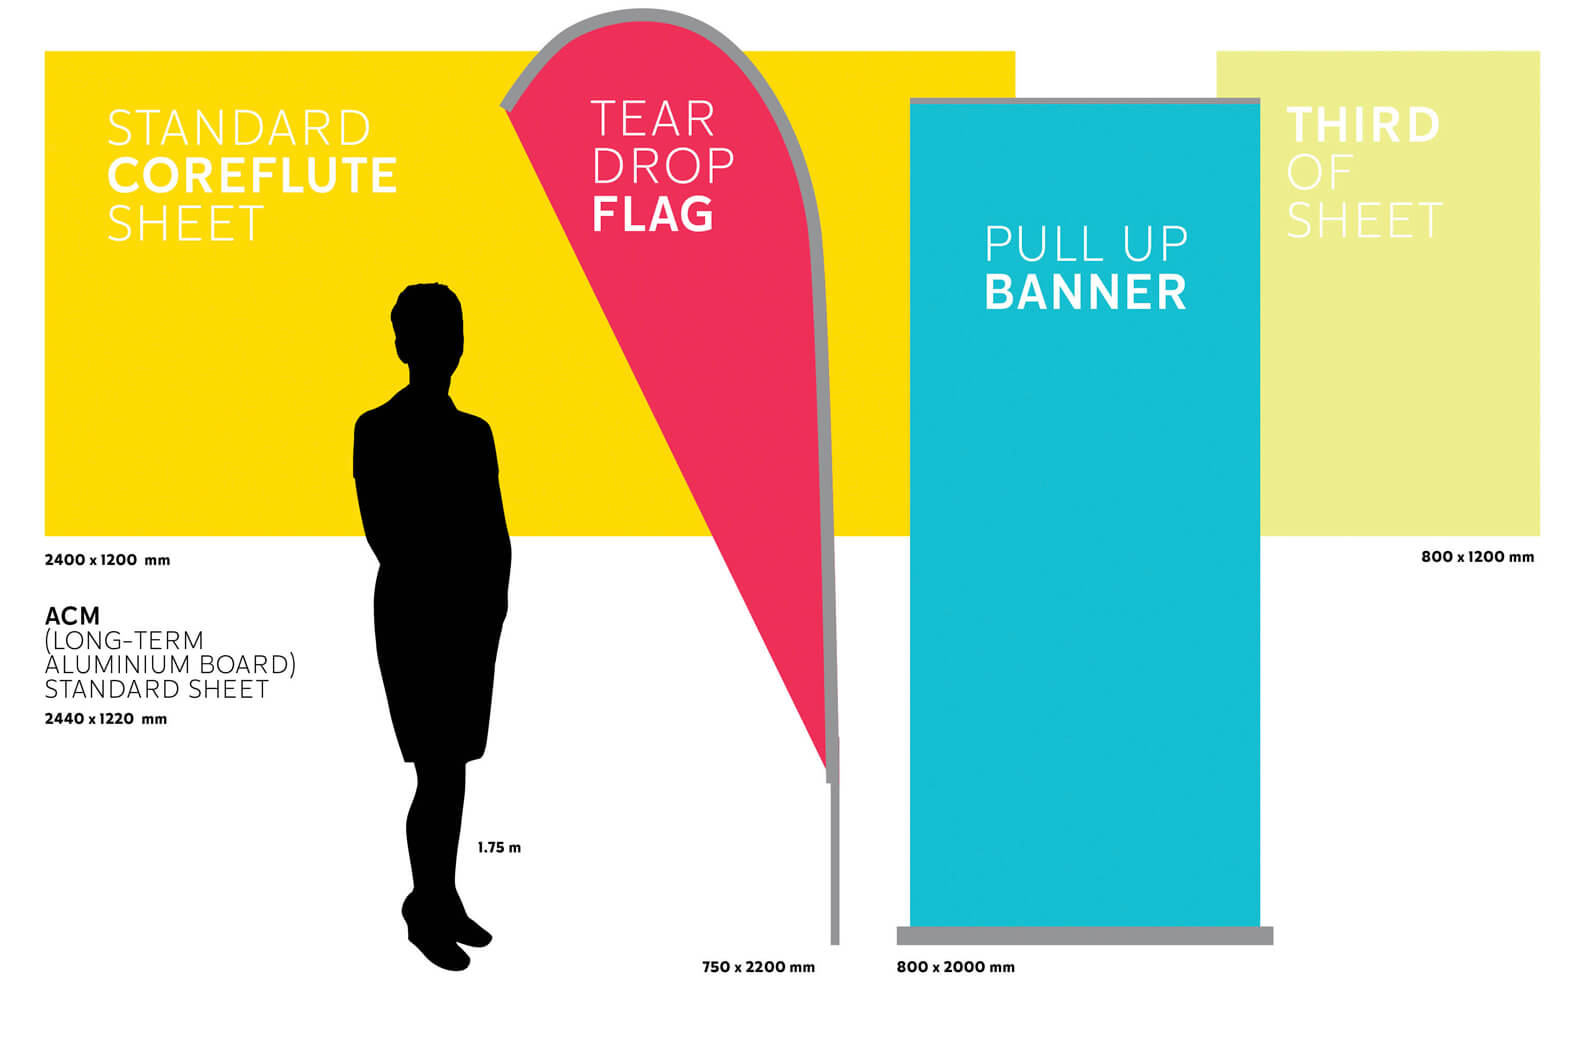 STANDARD
COREFLUTE
SHEET
TEAR
DROP
FLAG
PULL UP
BANNER
THIRD
OF
SHEET
2400 x 1200 mm
800 x 1200 mm
ACM
(LONG-TERM
ALUMINIUM BOARD)
STANDARD SHEET
2440 x 1220 mm
1.75 m
750 x 2200 mm
800 x 2000 mm